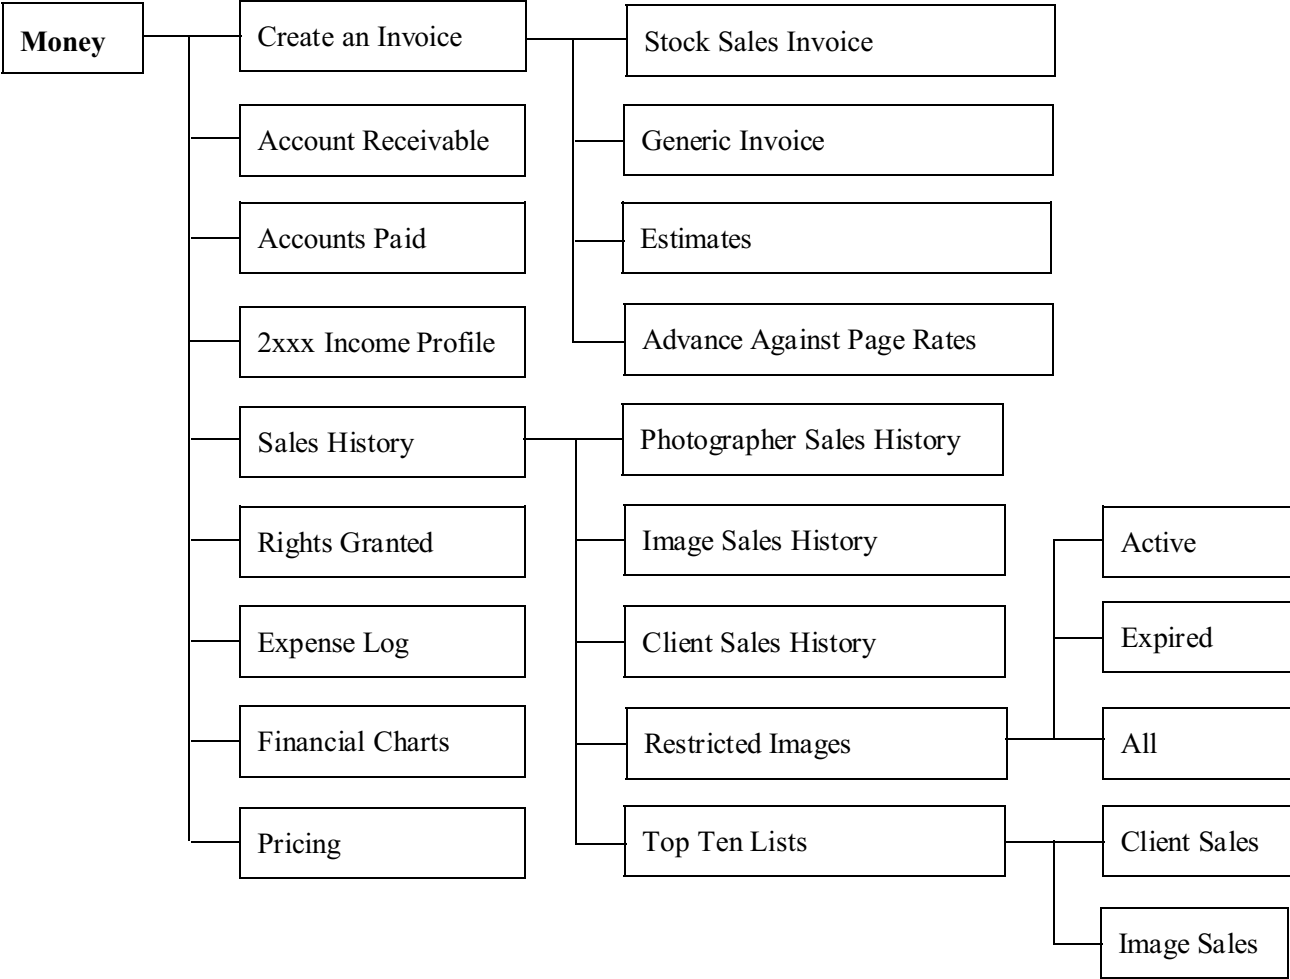 Money
Create an Invoice
Stock Sales Invoice
Account Receivable
Generic Invoice
Accounts Paid
Estimates
2xxx Income Profile
Advance Against Page Rates
Sales History
Photographer Sales History
Rights Granted
Image Sales History
Active
Expense Log
Client Sales History
Expired
Financial Charts
Restricted Images
All
Pricing
Top Ten Lists
Client Sales
Image Sales